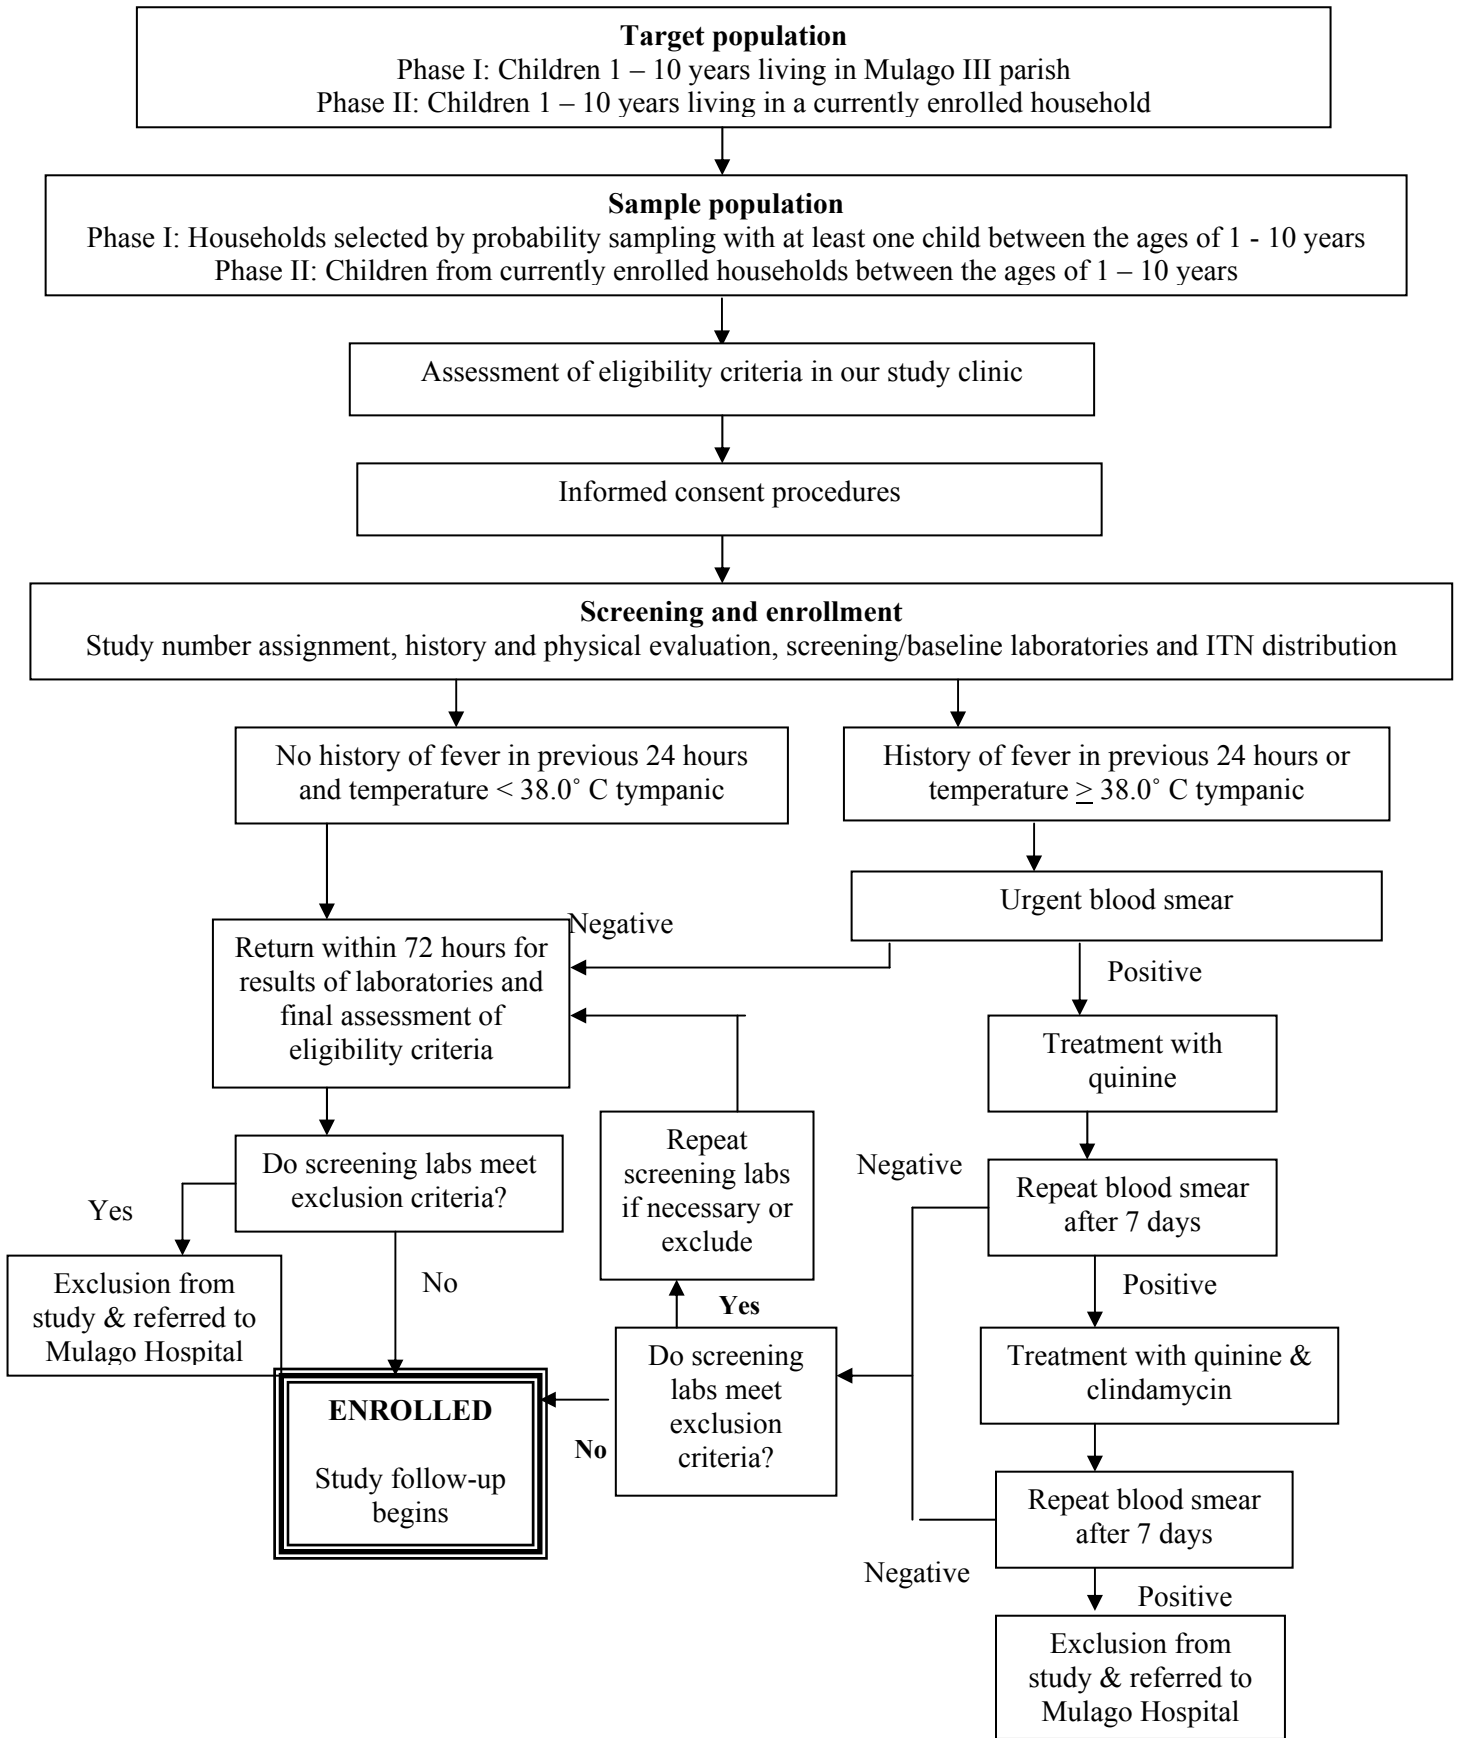 Target population
Phase I: Children 1 – 10 years living in Mulago III parish
Phase II: Children 1 – 10 years living in a currently enrolled household
Sample population
Phase I: Households selected by probability sampling with at least one child between the ages of 1 - 10 years
Phase II: Children from currently enrolled households between the ages of 1 – 10 years
Assessment of eligibility criteria in our study clinic
Informed consent procedures
Screening and enrollment
Study number assignment, history and physical evaluation, screening/baseline laboratories and ITN distribution
No history of fever in previous 24 hours
and temperature < 38.0˚ C tympanic
History of fever in previous 24 hours or
temperature ≥ 38.0˚ C tympanic
Urgent blood smear
Negative
Positive
Return within 72 hours for
results of laboratories and
final assessment of
eligibility criteria
Treatment with
quinine
Do screening labs meet
exclusion criteria?
Repeat
screening labs
if necessary or
exclude
Negative
Repeat blood smear
after 7 days
Yes
No
Positive
Exclusion from
study & referred to
Mulago Hospital
Yes
Do screening
labs meet
exclusion
criteria?
Treatment with quinine &
clindamycin
ENROLLED
Study follow-up
begins
No
Repeat blood smear
after 7 days
Negative
Positive
Exclusion from
study & referred to
Mulago Hospital